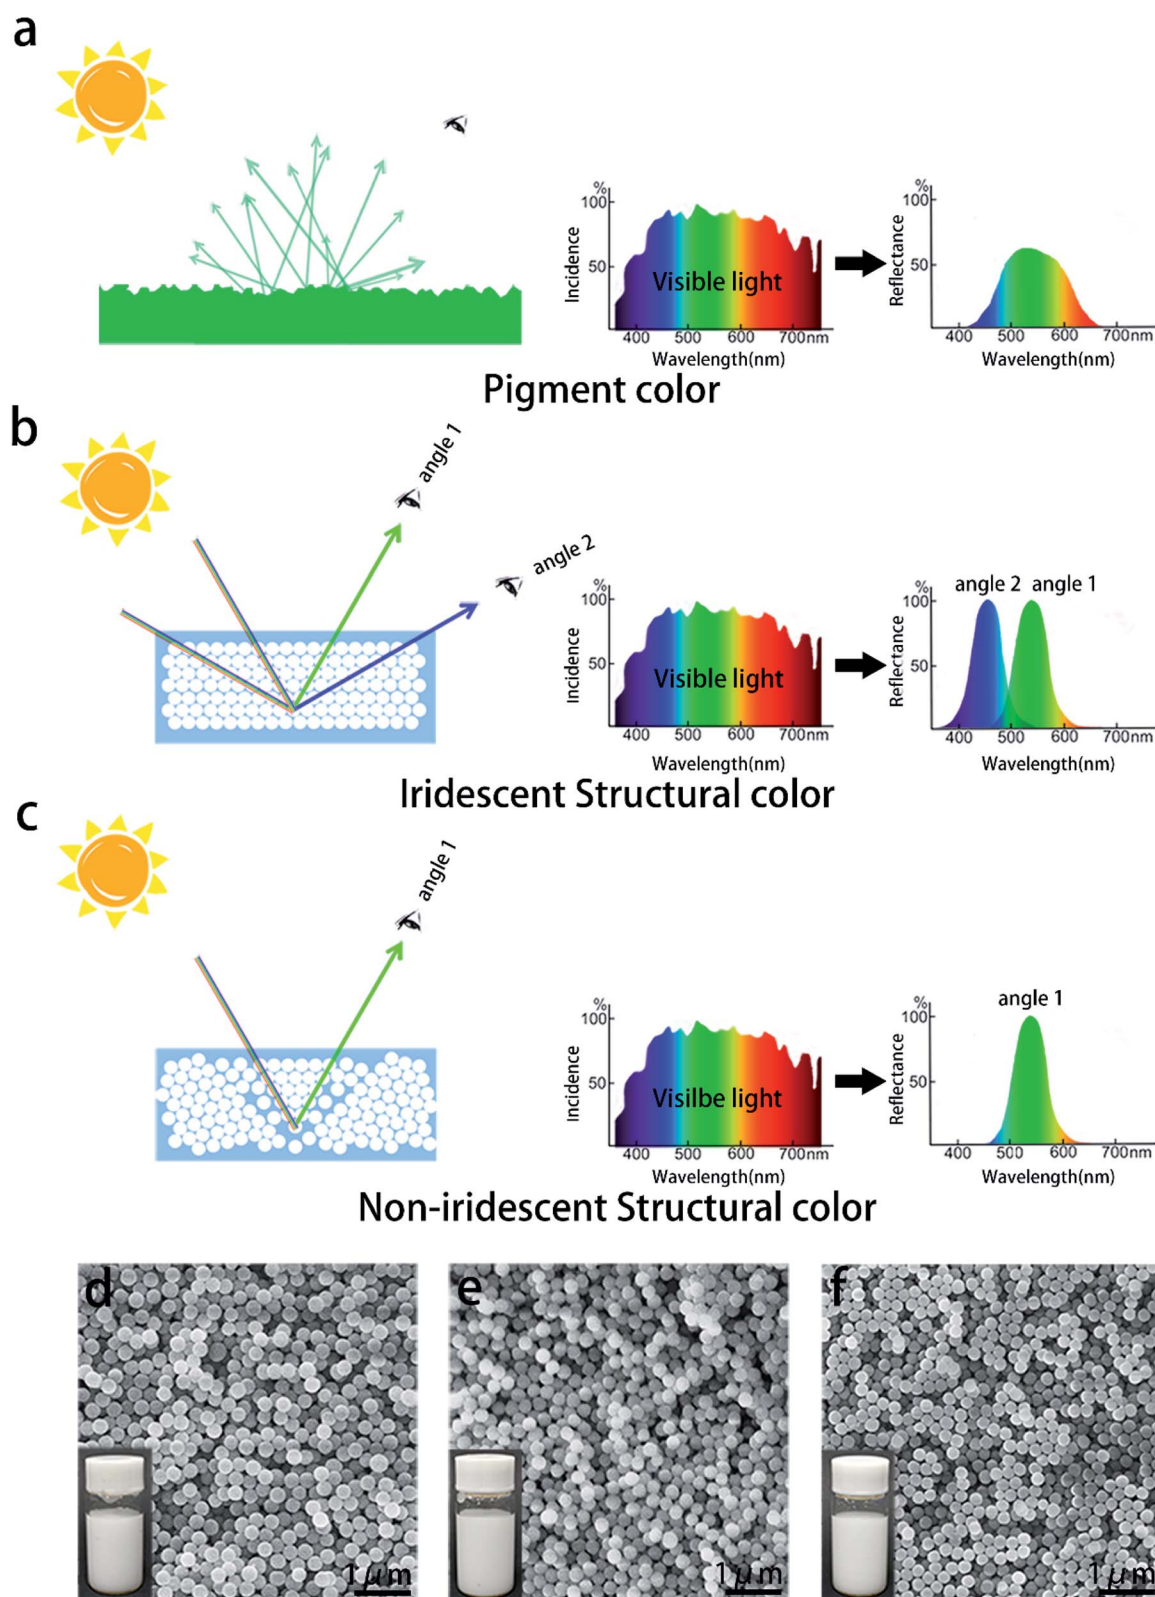 a
%
100
50
Incidence
Visible light
400 500 600 700nm
Wavelength(nm)
%
100
50
Reflectance
400 500 600 700nm
Wavelength(nm)
Pigment color
b
angle 1
angle 2
%
100
50
Incidence
Visible light
400 500 600 700nm
Wavelength(nm)
%
100
50
Reflectance
angle 2 angle 1
400 500 600 700nm
Wavelength(nm)
Iridescent Structural color
c
angle 1
%
100
50
Incidence
Visilbe light
400 500 600 700nm
Wavelength(nm)
%
100
50
Reflectance
angle 1
400 500 600 700nm
Wavelength(nm)
Non-iridescent Structural color
d
1 μm
e
1 μm
f
1 μm